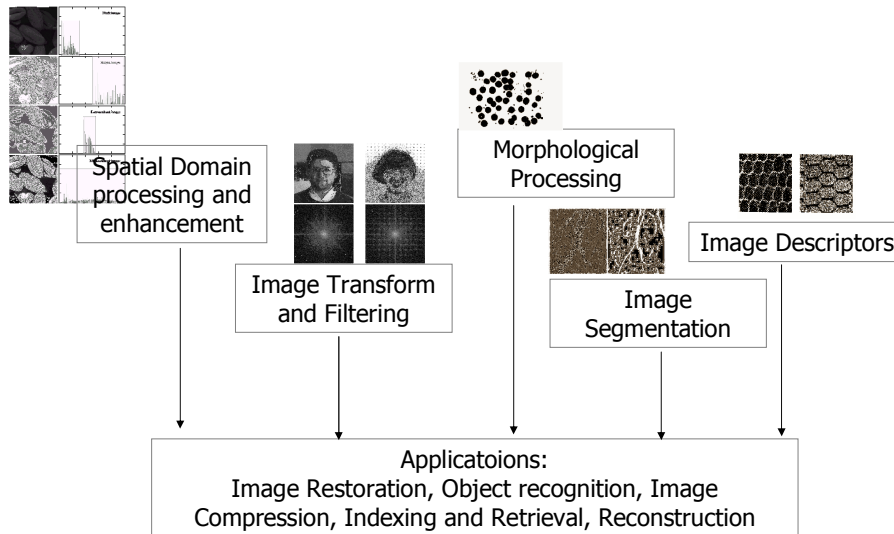 Spatial Domain
processing and
enhancement
Image Transform
and Filtering
Morphological
Processing
Image
Segmentation
Image Descriptors
Applicatoions:
Image Restoration, Object recognition, Image
Compression, Indexing and Retrieval, Reconstruction